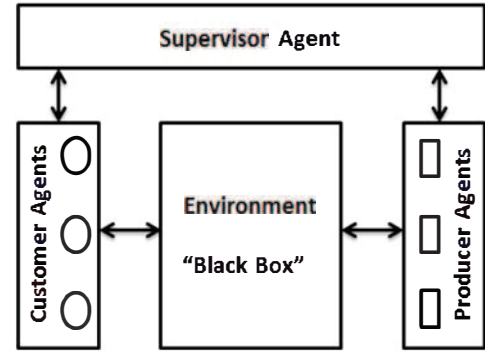 Supervisor Agent
Customer Agents
Environment
“Black Box”
Producer Agents